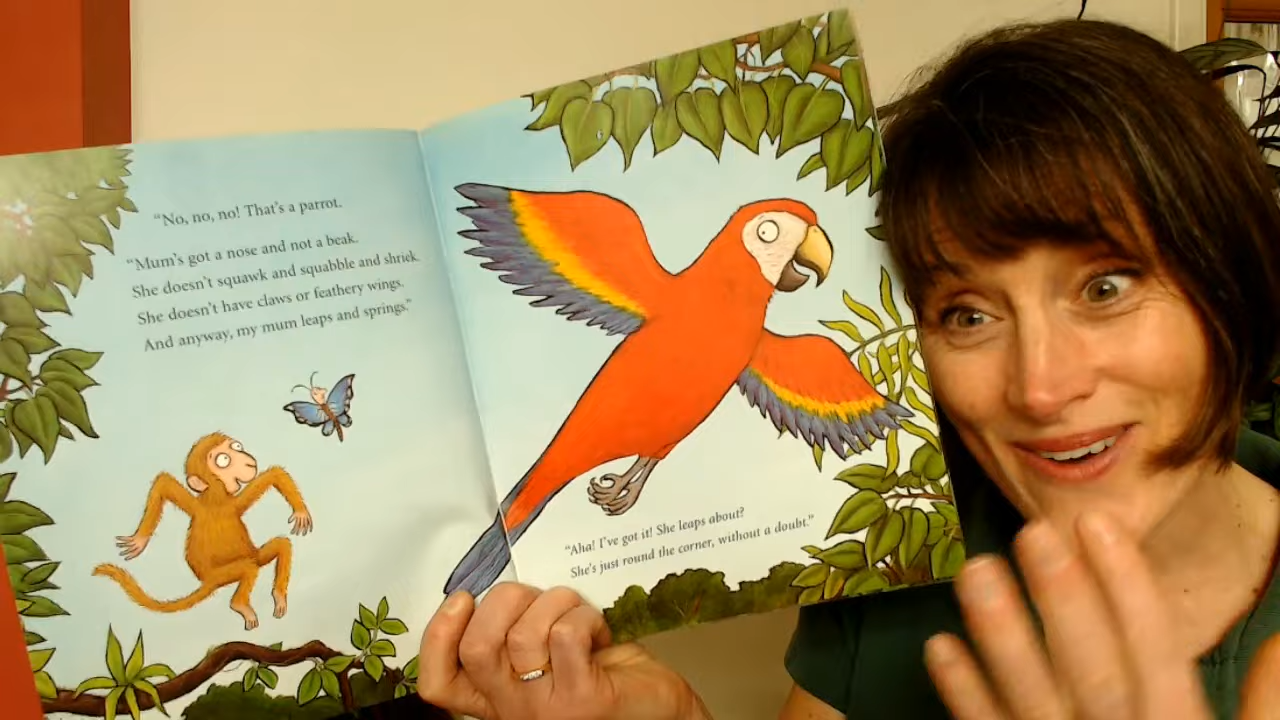 "No, no, no! That's a parrot.
"Mum's got a nose and not a beak.
She doesn't squawk and squabble and shriek.
She doesn't have claws or feathery wings.
And anyway, my mum leaps and springs."
"Aha! I've got it! She leaps about?
She's just round the corner, without a doubt."